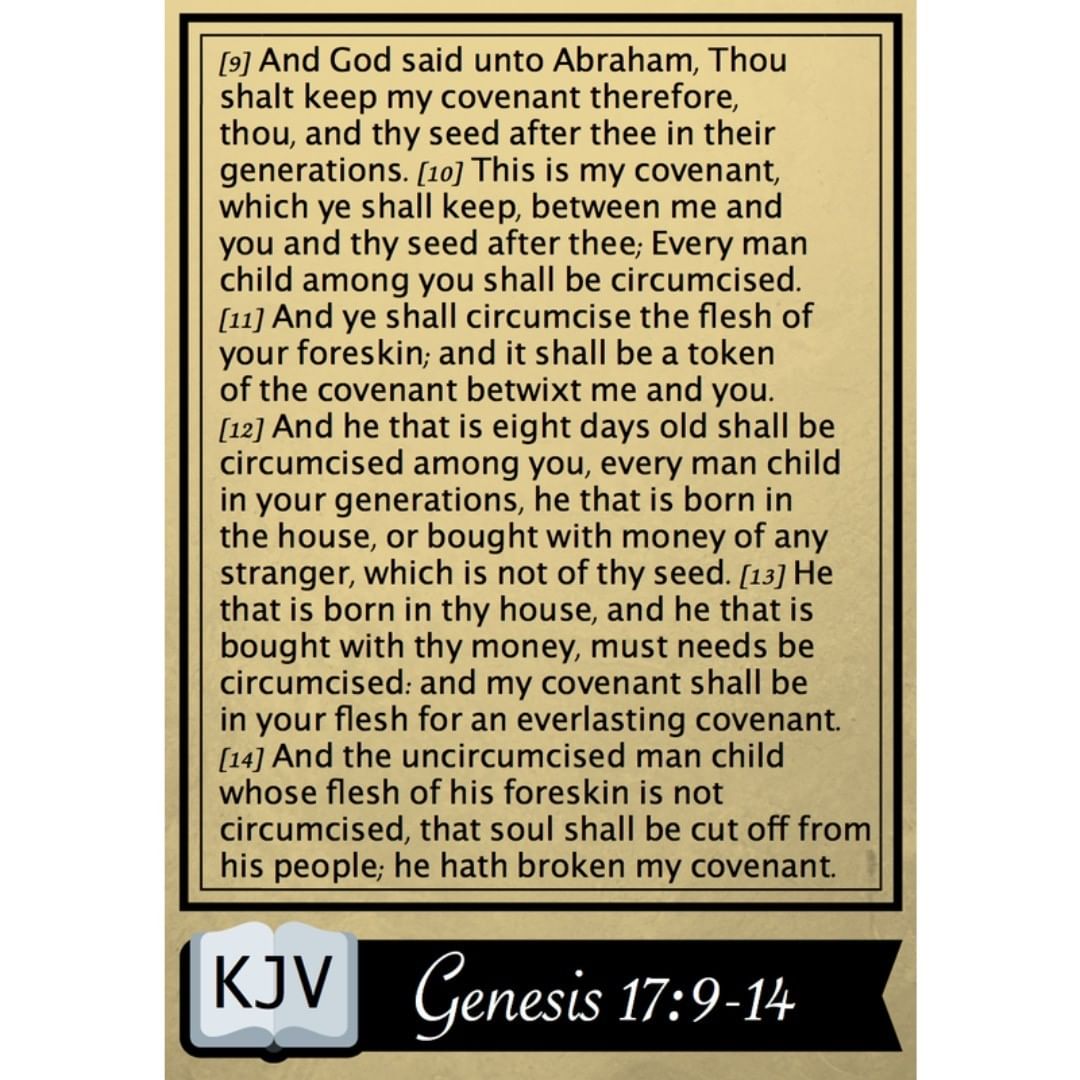 [9] And God said unto Abraham, Thou
shalt keep my covenant therefore,
thou, and thy seed after thee in their
generations. [10] This is my covenant,
which ye shall keep, between me and
you and thy seed after thee; Every man
child among you shall be circumcised.
[11] And ye shall circumcise the flesh of
your foreskin; and it shall be a token
of the covenant betwixt me and you.
[12] And he that is eight days old shall be
circumcised among you, every man child
in your generations, he that is born in
the house, or bought with money of any
stranger, which is not of thy seed. [13] He
that is born in thy house, and he that is
bought with thy money, must needs be
circumcised: and my covenant shall be
in your flesh for an everlasting covenant.
[14] And the uncircumcised man child
whose flesh of his foreskin is not
circumcised, that soul shall be cut off from
his people; he hath broken my covenant.
KJV
Genesis 17:9-14